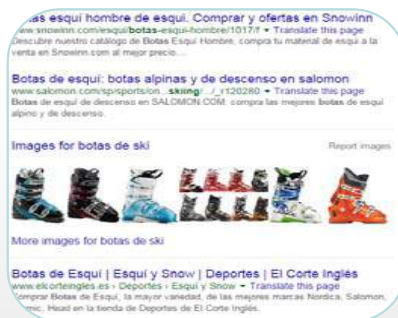 as esquí hombre de esqui. Comprar y ofertas en Snowinn
www.snowinn.com/esqui/botas-esqui-hombre/1017/f ▾ Translate this page
Descubre nuestro catálogo de Botas Esquí Hombre, compra tu material de esquí a la
venta en Snowinn.com al mejor precio...
Botas de esquí: botas alpinas y de descenso en salomon
www.salomon.com/sp/sports/on...skiing/.../_r120280 ▾ Translate this page
Botas de esquí de descenso en SALOMON.COM: compra las mejores botas de esquí
alpino y de descenso.
Images for botas de ski
Report images
More images for botas de ski
Botas de Esquí | Esquí y Snow | Deportes | El Corte Inglés
www.elcorteingles.es › Deportes › Esquí y Snow ▾ Translate this page
Comprar Botas de Esquí, la mayor variedad, de las mejores marcas Nordica, Salomon,
Head en la tienda de Deportes de El Corte Inglés.